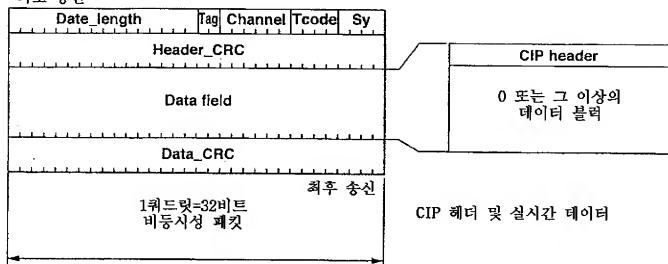 Date_length Tag Channel Tcode Sy
Header_CRC
CIP header
Data field
0 또는 그 이상의
데이터 블럭
Data_CRC
최후 송신
1쿼드릿=32비트
비등시성 패킷
CIP 헤더 및 실시간 데이터